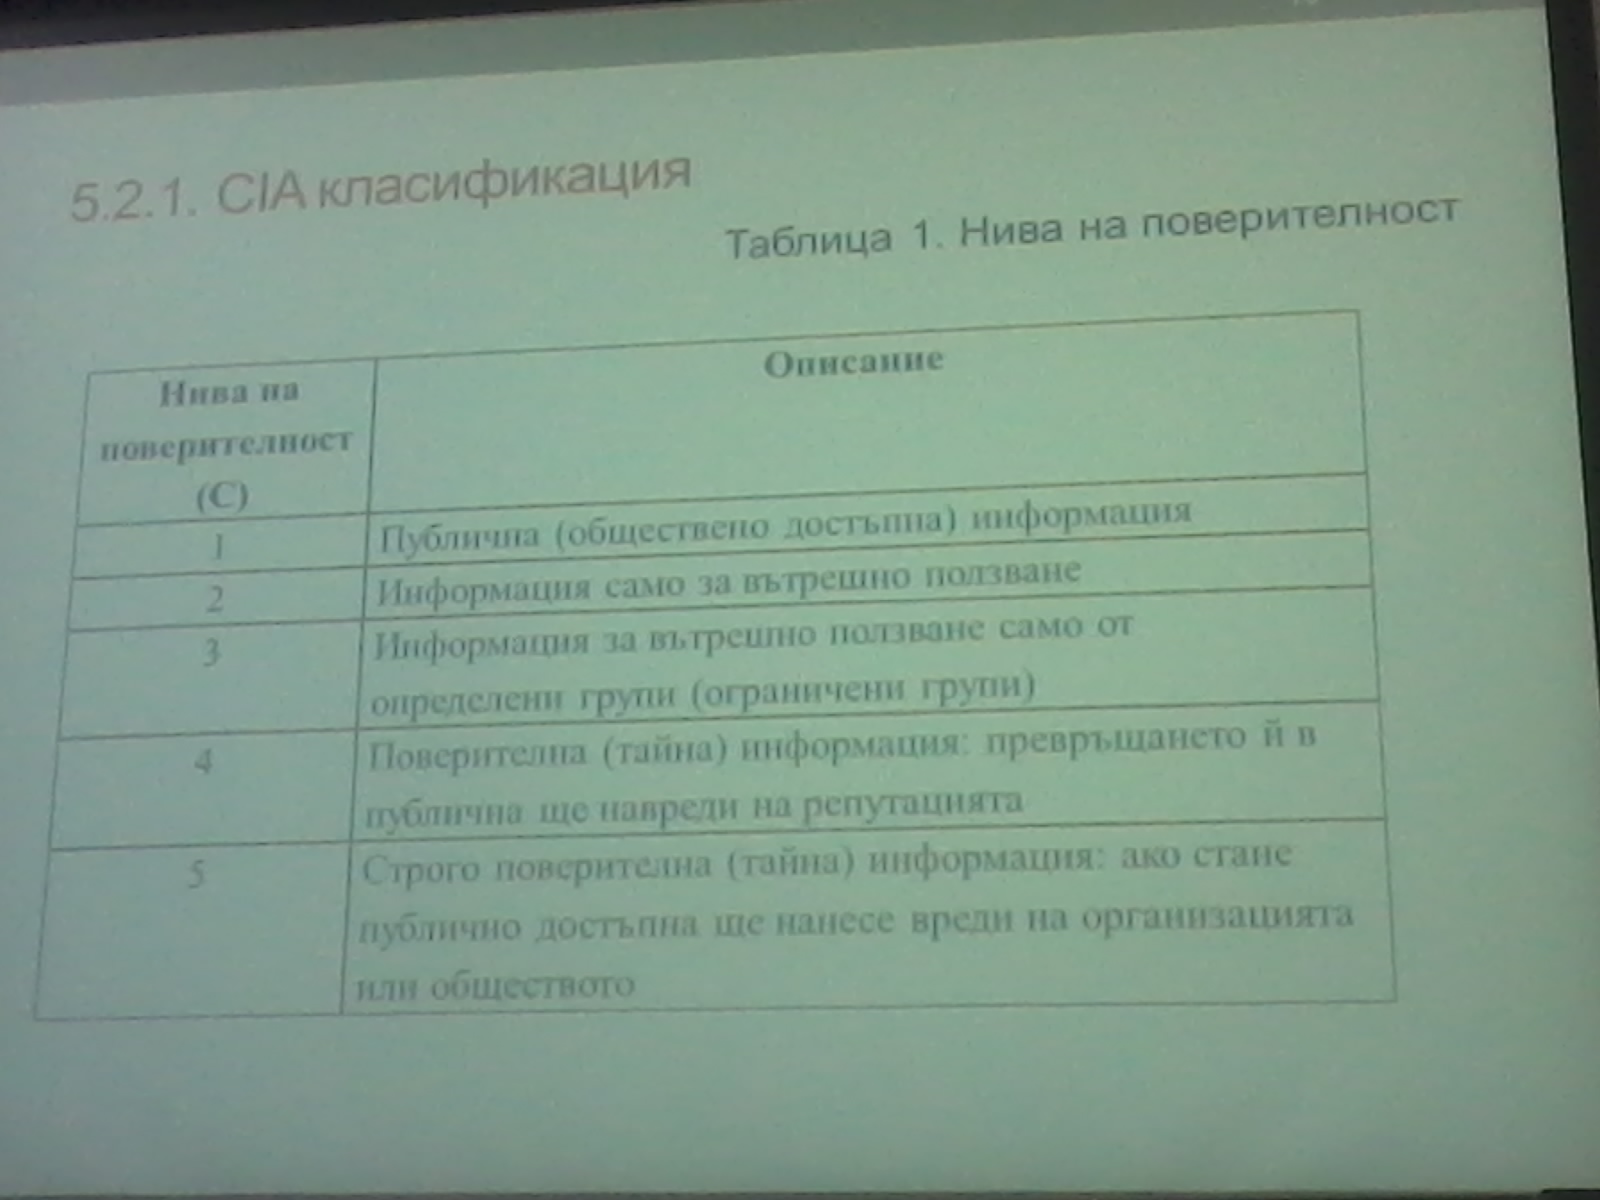 5.2.1. CIA класификация
Таблица 1. Нива на поверителност
Нива на
поверителност
(C)
Описание
1
Публична (обществено достъпна) информация
2
Информация само за вътрешно ползване
3
Информация за вътрешно ползване само от
определени групи (ограничени групи)
4
Поверителна (тайна) информация: превръщането й в
публична ще навреди на репутацията
5
Строго поверителна (тайна) информация: ако стане
публично достъпна ще нанесе вреди на организацията
или обществото